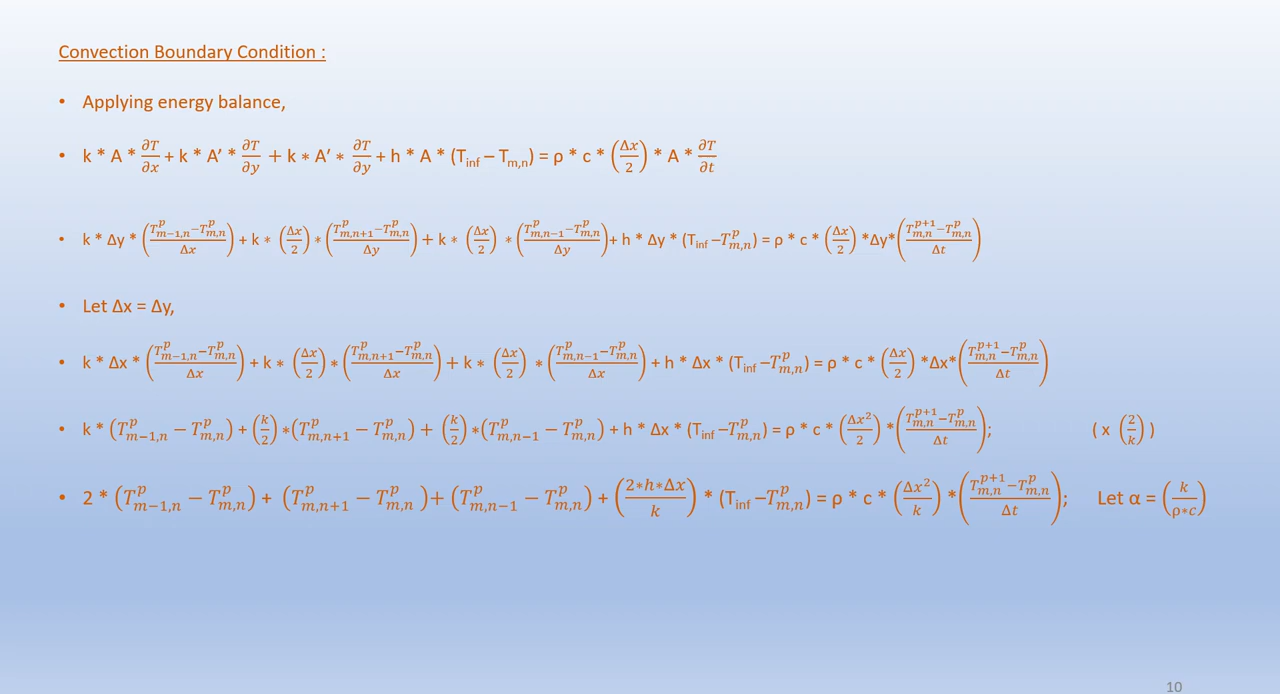 Convection Boundary Condition :
• Applying energy balance,
• k * A * ∂T/∂x + k * A’ * ∂T/∂y + k ∗ A′ ∗ ∂T/∂y + h * A * (T_inf – T_m,n) = ρ * c * (Δx/2) * A * ∂T/∂t
• k * Δy * ((T^p_m−1,n − T^p_m,n)/Δx) + k ∗ (Δx/2) ∗ ((T^p_m,n+1 − T^p_m,n)/Δy) + k ∗ (Δx/2) ∗ ((T^p_m,n−1 − T^p_m,n)/Δy) + h * Δy * (T_inf – T^p_m,n) = ρ * c * (Δx/2) *Δy* ((T^p+1_m,n − T^p_m,n)/Δt)
• Let Δx = Δy,
• k * Δx * ((T^p_m−1,n − T^p_m,n)/Δx) + k ∗ (Δx/2) ∗ ((T^p_m,n+1 − T^p_m,n)/Δx) + k ∗ (Δx/2) ∗ ((T^p_m,n−1 − T^p_m,n)/Δx) + h * Δx * (T_inf – T^p_m,n) = ρ * c * (Δx/2) *Δx* ((T^p+1_m,n − T^p_m,n)/Δt)
• k * (T^p_m−1,n − T^p_m,n) + (k/2) ∗ (T^p_m,n+1 − T^p_m,n) + (k/2) ∗ (T^p_m,n−1 − T^p_m,n) + h * Δx * (T_inf – T^p_m,n) = ρ * c * (Δx²/2) * ((T^p+1_m,n − T^p_m,n)/Δt); ( x (2/k) )
• 2 * (T^p_m−1,n − T^p_m,n) + (T^p_m,n+1 − T^p_m,n) + (T^p_m,n−1 − T^p_m,n) + ((2∗h∗Δx)/k) * (T_inf – T^p_m,n) = ρ * c * (Δx²/k) * ((T^p+1_m,n − T^p_m,n)/Δt); Let α = (k/(ρ∗c))
10